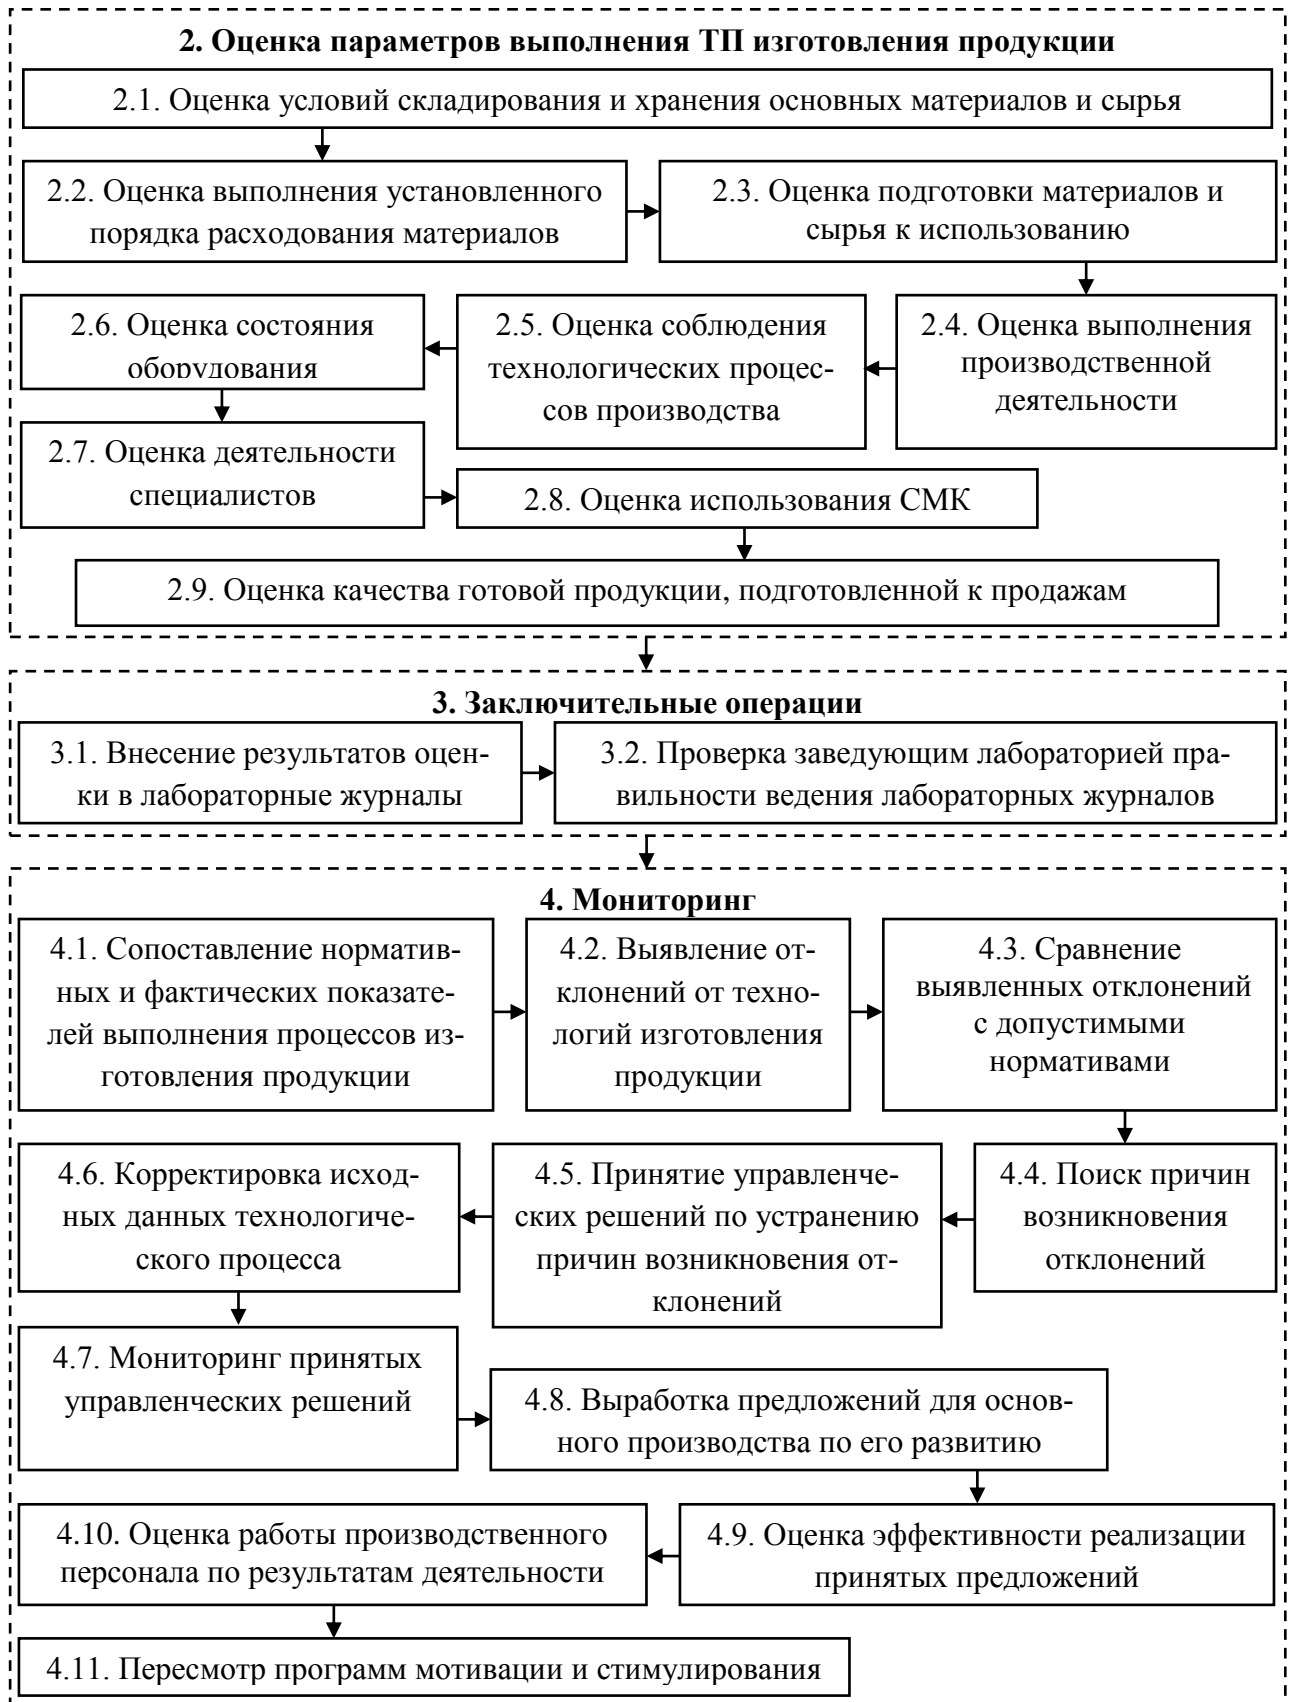 2. Оценка параметров выполнения ТП изготовления продукции
2.1. Оценка условий складирования и хранения основных материалов и сырья
2.2. Оценка выполнения установленного
порядка расходования материалов
2.3. Оценка подготовки материалов и
сырья к использованию
2.4. Оценка выполнения
производственной
деятельности
2.5. Оценка соблюдения
технологических процес-
сов производства
2.6. Оценка состояния
оборудования
2.7. Оценка деятельности
специалистов
2.8. Оценка использования СМК
2.9. Оценка качества готовой продукции, подготовленной к продажам
3. Заключительные операции
3.1. Внесение результатов оцен-
ки в лабораторные журналы
3.2. Проверка заведующим лабораторией пра-
вильности ведения лабораторных журналов
4. Мониторинг
4.1. Сопоставление норматив-
ных и фактических показате-
лей выполнения процессов из-
готовления продукции
4.2. Выявление от-
клонений от техно-
логий изготовления
продукции
4.3. Сравнение
выявленных отклонений
с допустимыми
нормативами
4.4. Поиск причин
возникновения
отклонений
4.5. Принятие управленче-
ских решений по устранению
причин возникновения от-
клонений
4.6. Корректировка исход-
ных данных технологиче-
ского процесса
4.7. Мониторинг принятых
управленческих решений
4.8. Выработка предложений для основ-
ного производства по его развитию
4.9. Оценка эффективности реализации
принятых предложений
4.10. Оценка работы производственного
персонала по результатам деятельности
4.11. Пересмотр программ мотивации и стимулирования